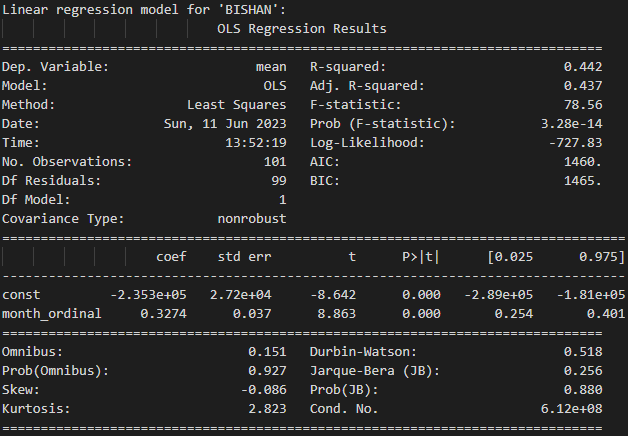 Linear regression model for 'BISHAN':
OLS Regression Results
==============================================================================
Dep. Variable: mean R-squared: 0.442
Model: OLS Adj. R-squared: 0.437
Method: Least Squares F-statistic: 78.56
Date: Sun, 11 Jun 2023 Prob (F-statistic): 3.28e-14
Time: 13:52:19 Log-Likelihood: -727.83
No. Observations: 101 AIC: 1460.
Df Residuals: 99 BIC: 1465.
Df Model: 1
Covariance Type: nonrobust
=================================================================================
coef std err t P>|t| [0.025 0.975]
---------------------------------------------------------------------------------
const -2.353e+05 2.72e+04 -8.642 0.000 -2.89e+05 -1.81e+05
month_ordinal 0.3274 0.037 8.863 0.000 0.254 0.401
==============================================================================
Omnibus: 0.151 Durbin-Watson: 0.518
Prob(Omnibus): 0.927 Jarque-Bera (JB): 0.256
Skew: -0.086 Prob(JB): 0.880
Kurtosis: 2.823 Cond. No. 6.12e+08
==============================================================================